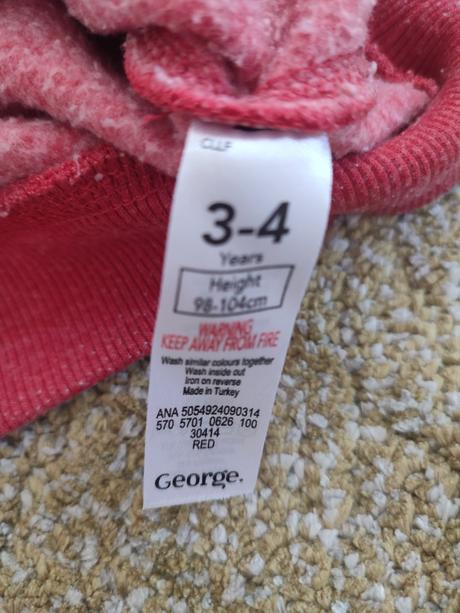 CLLF
3-4
Years
Height
98-104cm
WARNING
KEEP AWAY FROM FIRE
Wash similar colours together
Wash inside out
Iron on reverse
Made in Turkey
ANA 5054924090314
570 5701 0626 100
30414
RED
George.